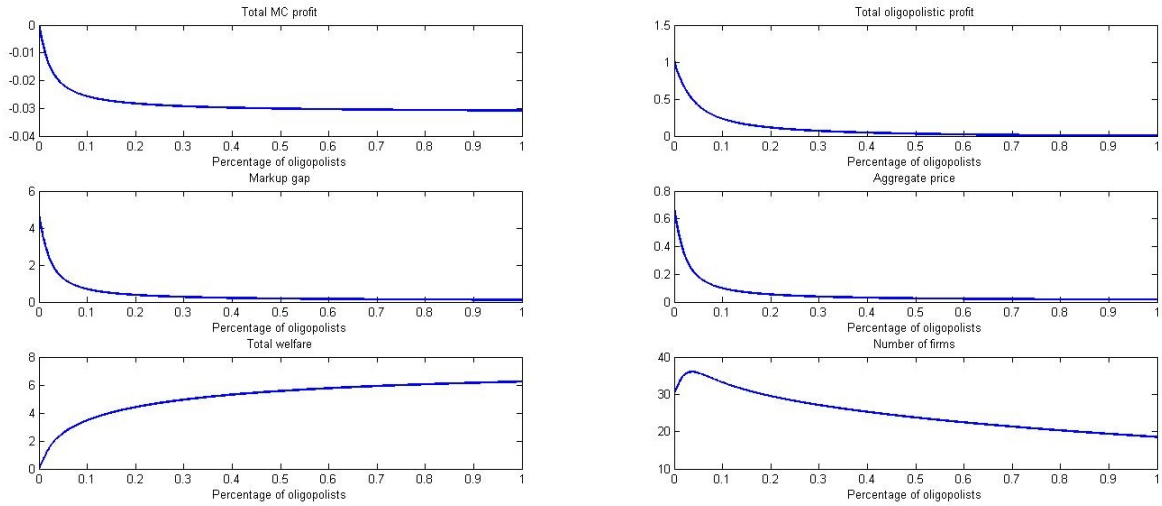 Total MC profit
0
-0.01
-0.02
-0.03
-0.04
0 0.1 0.2 0.3 0.4 0.5 0.6 0.7 0.8 0.9 1
Percentage of oligopolists
Total oligopolistic profit
1.5
1
0.5
0
0 0.1 0.2 0.3 0.4 0.5 0.6 0.7 0.8 0.9 1
Percentage of oligopolists
Markup gap
6
4
2
0
0 0.1 0.2 0.3 0.4 0.5 0.6 0.7 0.8 0.9 1
Percentage of oligopolists
Aggregate price
0.8
0.6
0.4
0.2
0
0 0.1 0.2 0.3 0.4 0.5 0.6 0.7 0.8 0.9 1
Percentage of oligopolists
Total welfare
8
6
4
2
0
0 0.1 0.2 0.3 0.4 0.5 0.6 0.7 0.8 0.9 1
Percentage of oligopolists
Number of firms
40
30
20
10
0 0.1 0.2 0.3 0.4 0.5 0.6 0.7 0.8 0.9 1
Percentage of oligopolists